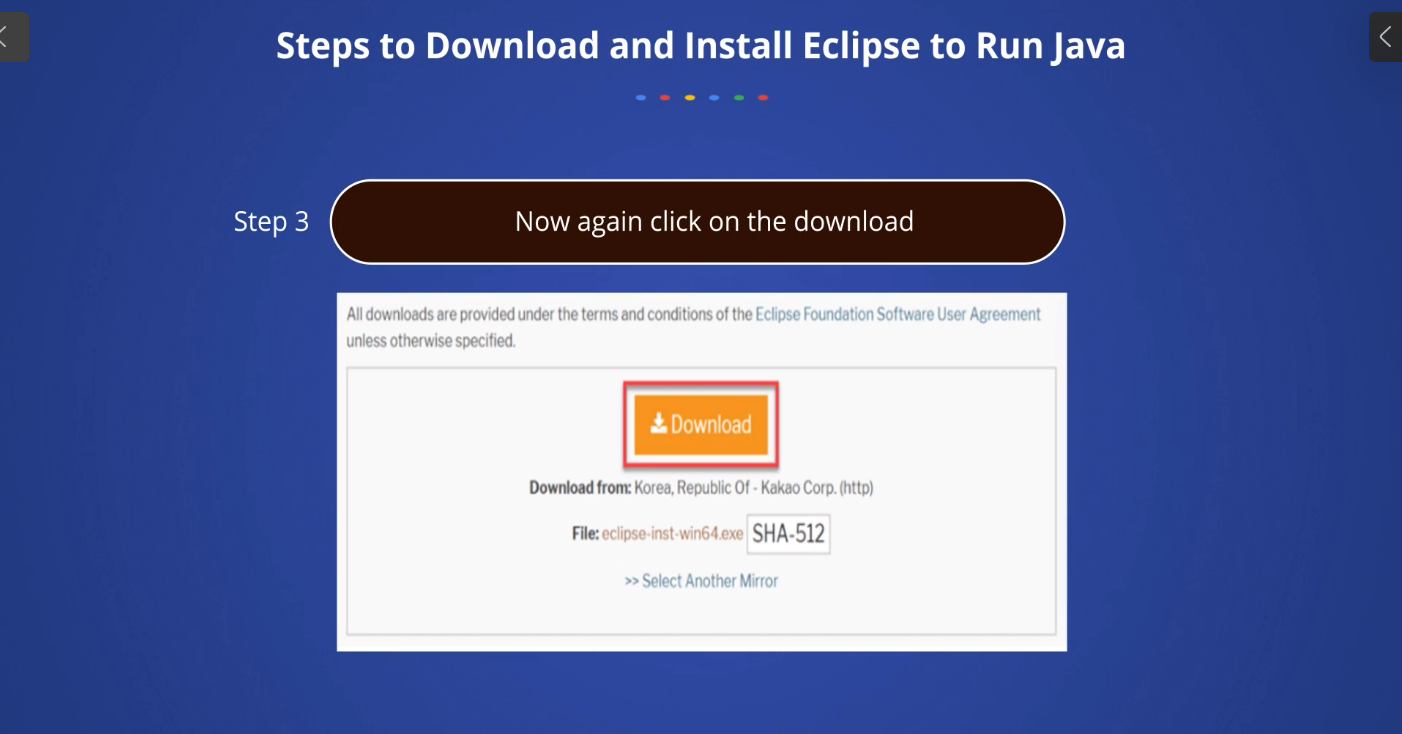 Steps to Download and Install Eclipse to Run Java
Step 3
Now again click on the download
All downloads are provided under the terms and conditions of the Eclipse Foundation Software User Agreement
unless otherwise specified.
Download
Download from: Korea, Republic Of - Kakao Corp. (http)
File: eclipse-inst-win64.exe SHA-512
>> Select Another Mirror